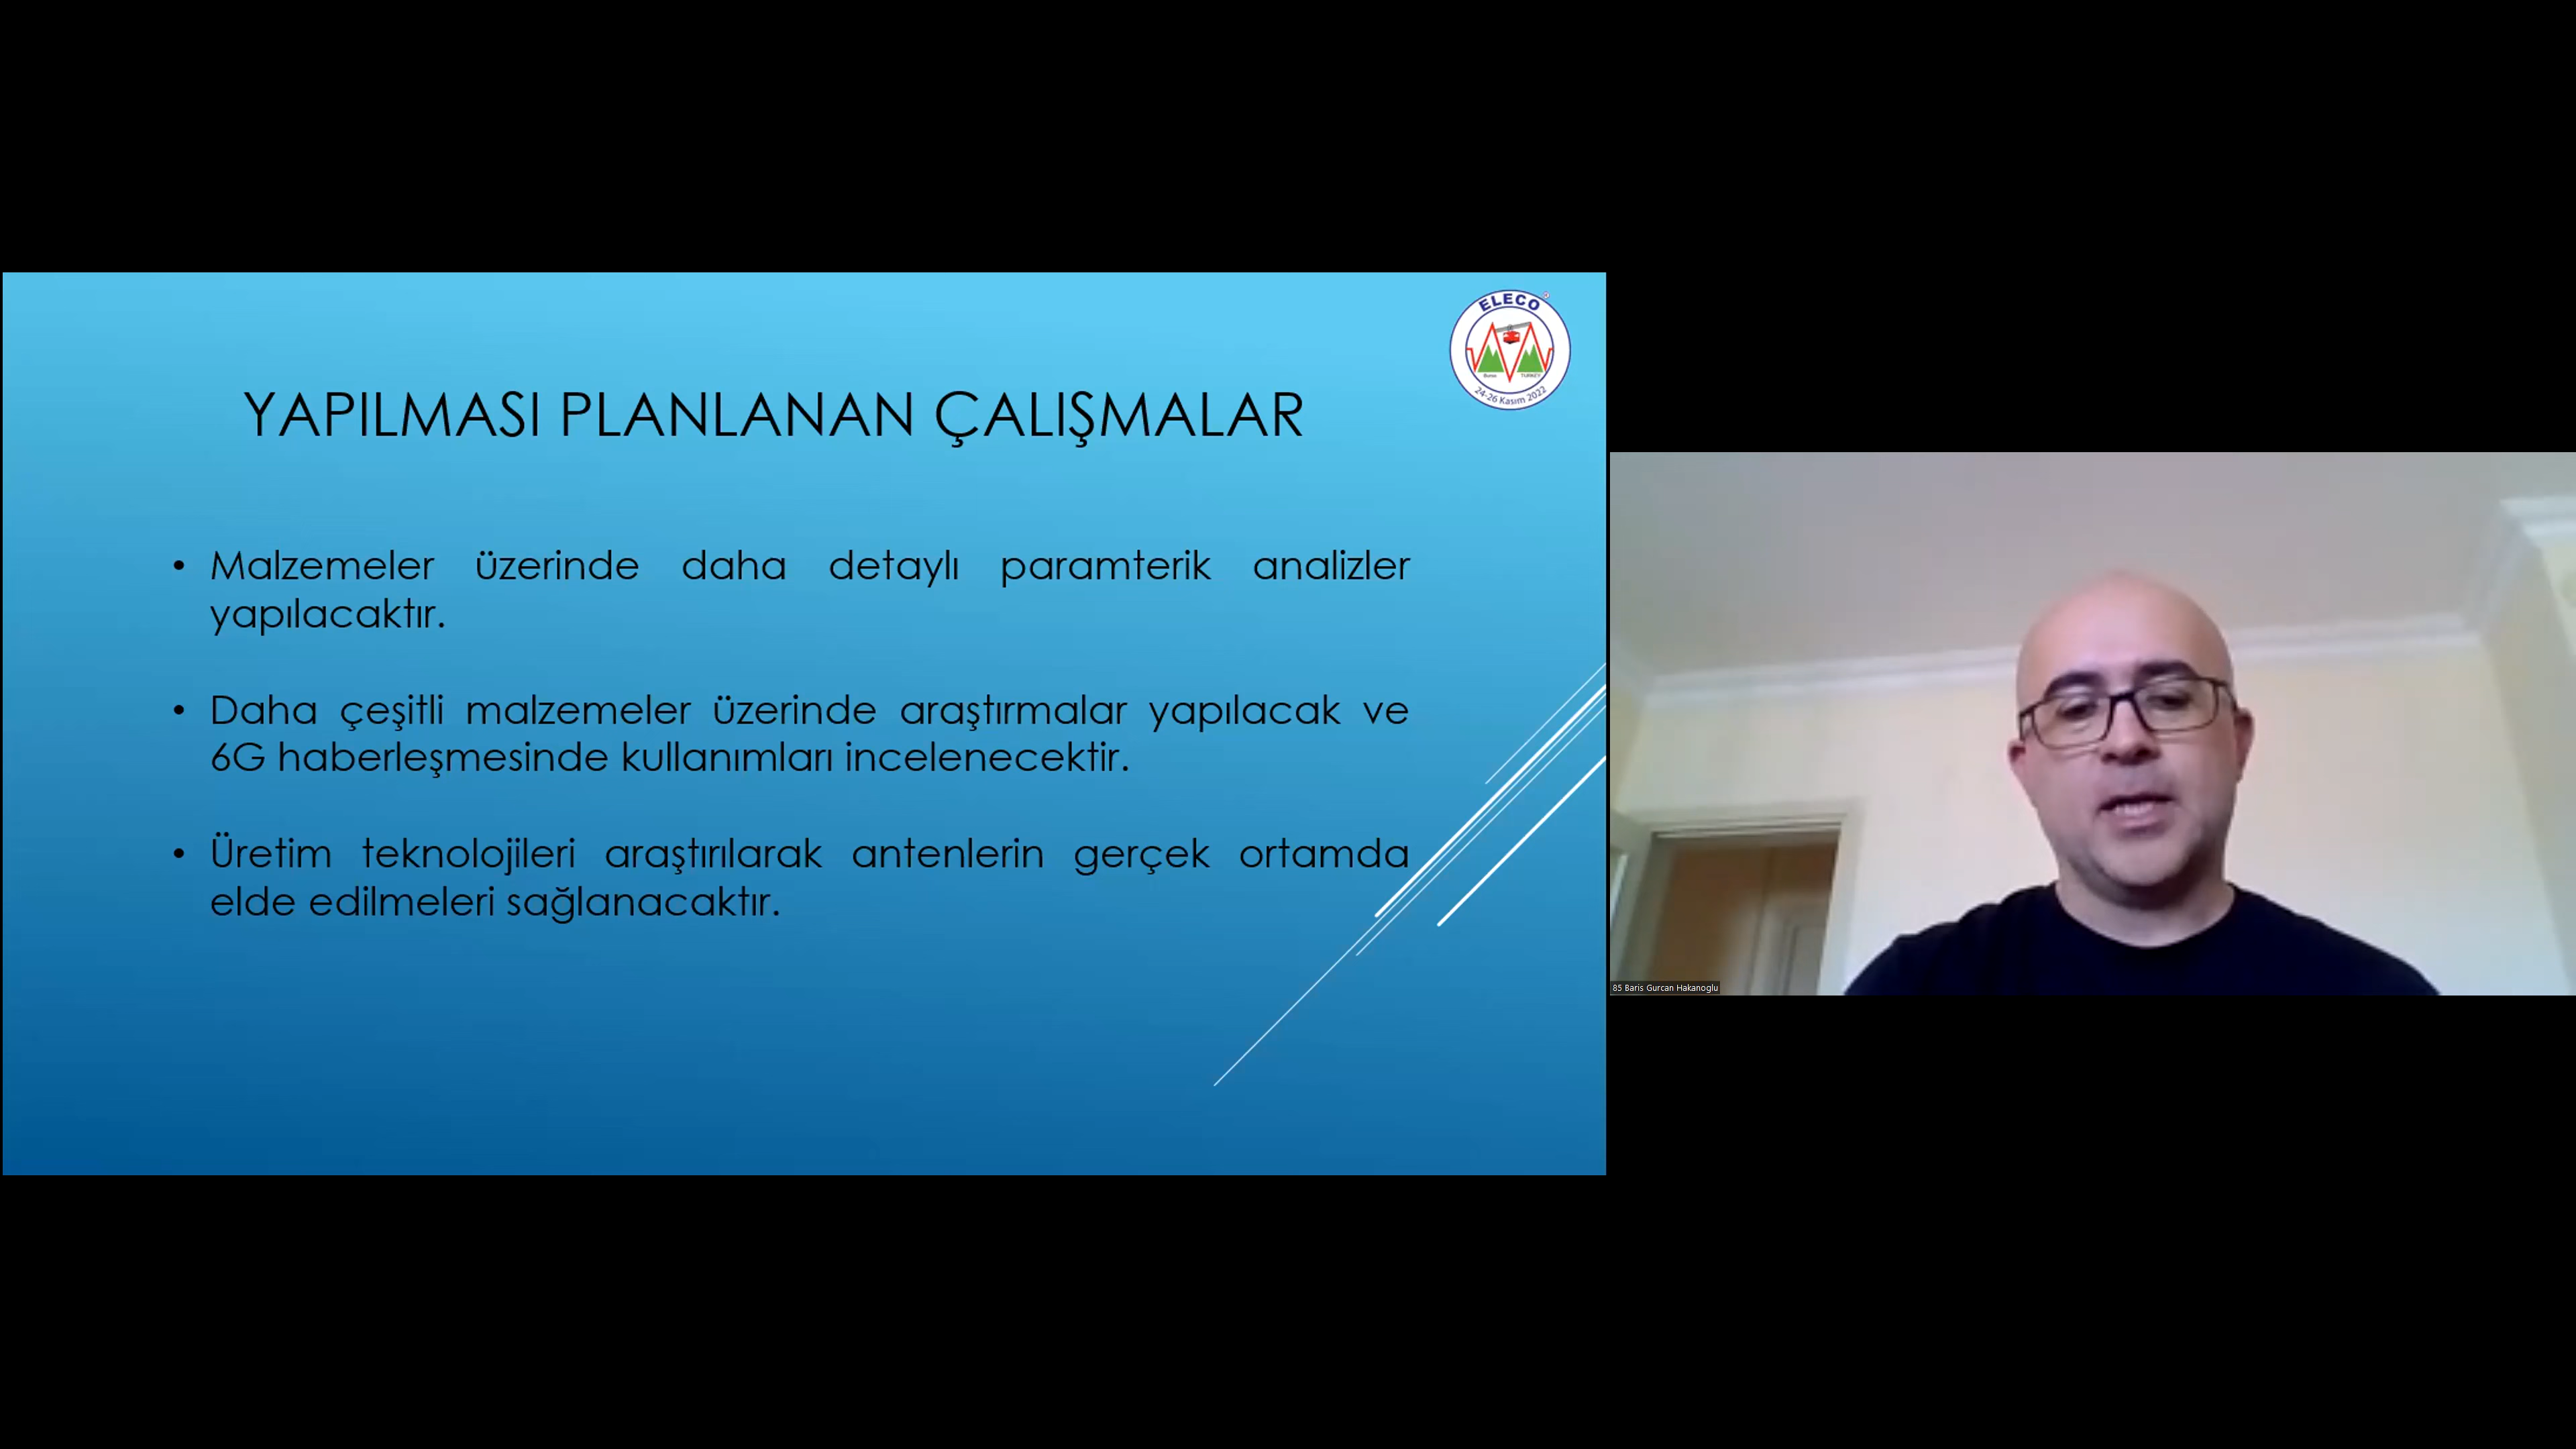 ELECO
Bursa
TURKEY
24-26 Kasım 2022
YAPILMASI PLANLANAN ÇALIŞMALAR
• Malzemeler üzerinde daha detaylı paramterik analizler
yapılacaktır.
• Daha çeşitli malzemeler üzerinde araştırmalar yapılacak ve
6G haberleşmesinde kullanımları incelenecektir.
• Üretim teknolojileri araştırılarak antenlerin gerçek ortamda
elde edilmeleri sağlanacaktır.
85 Baris Gurcan Hakanoglu